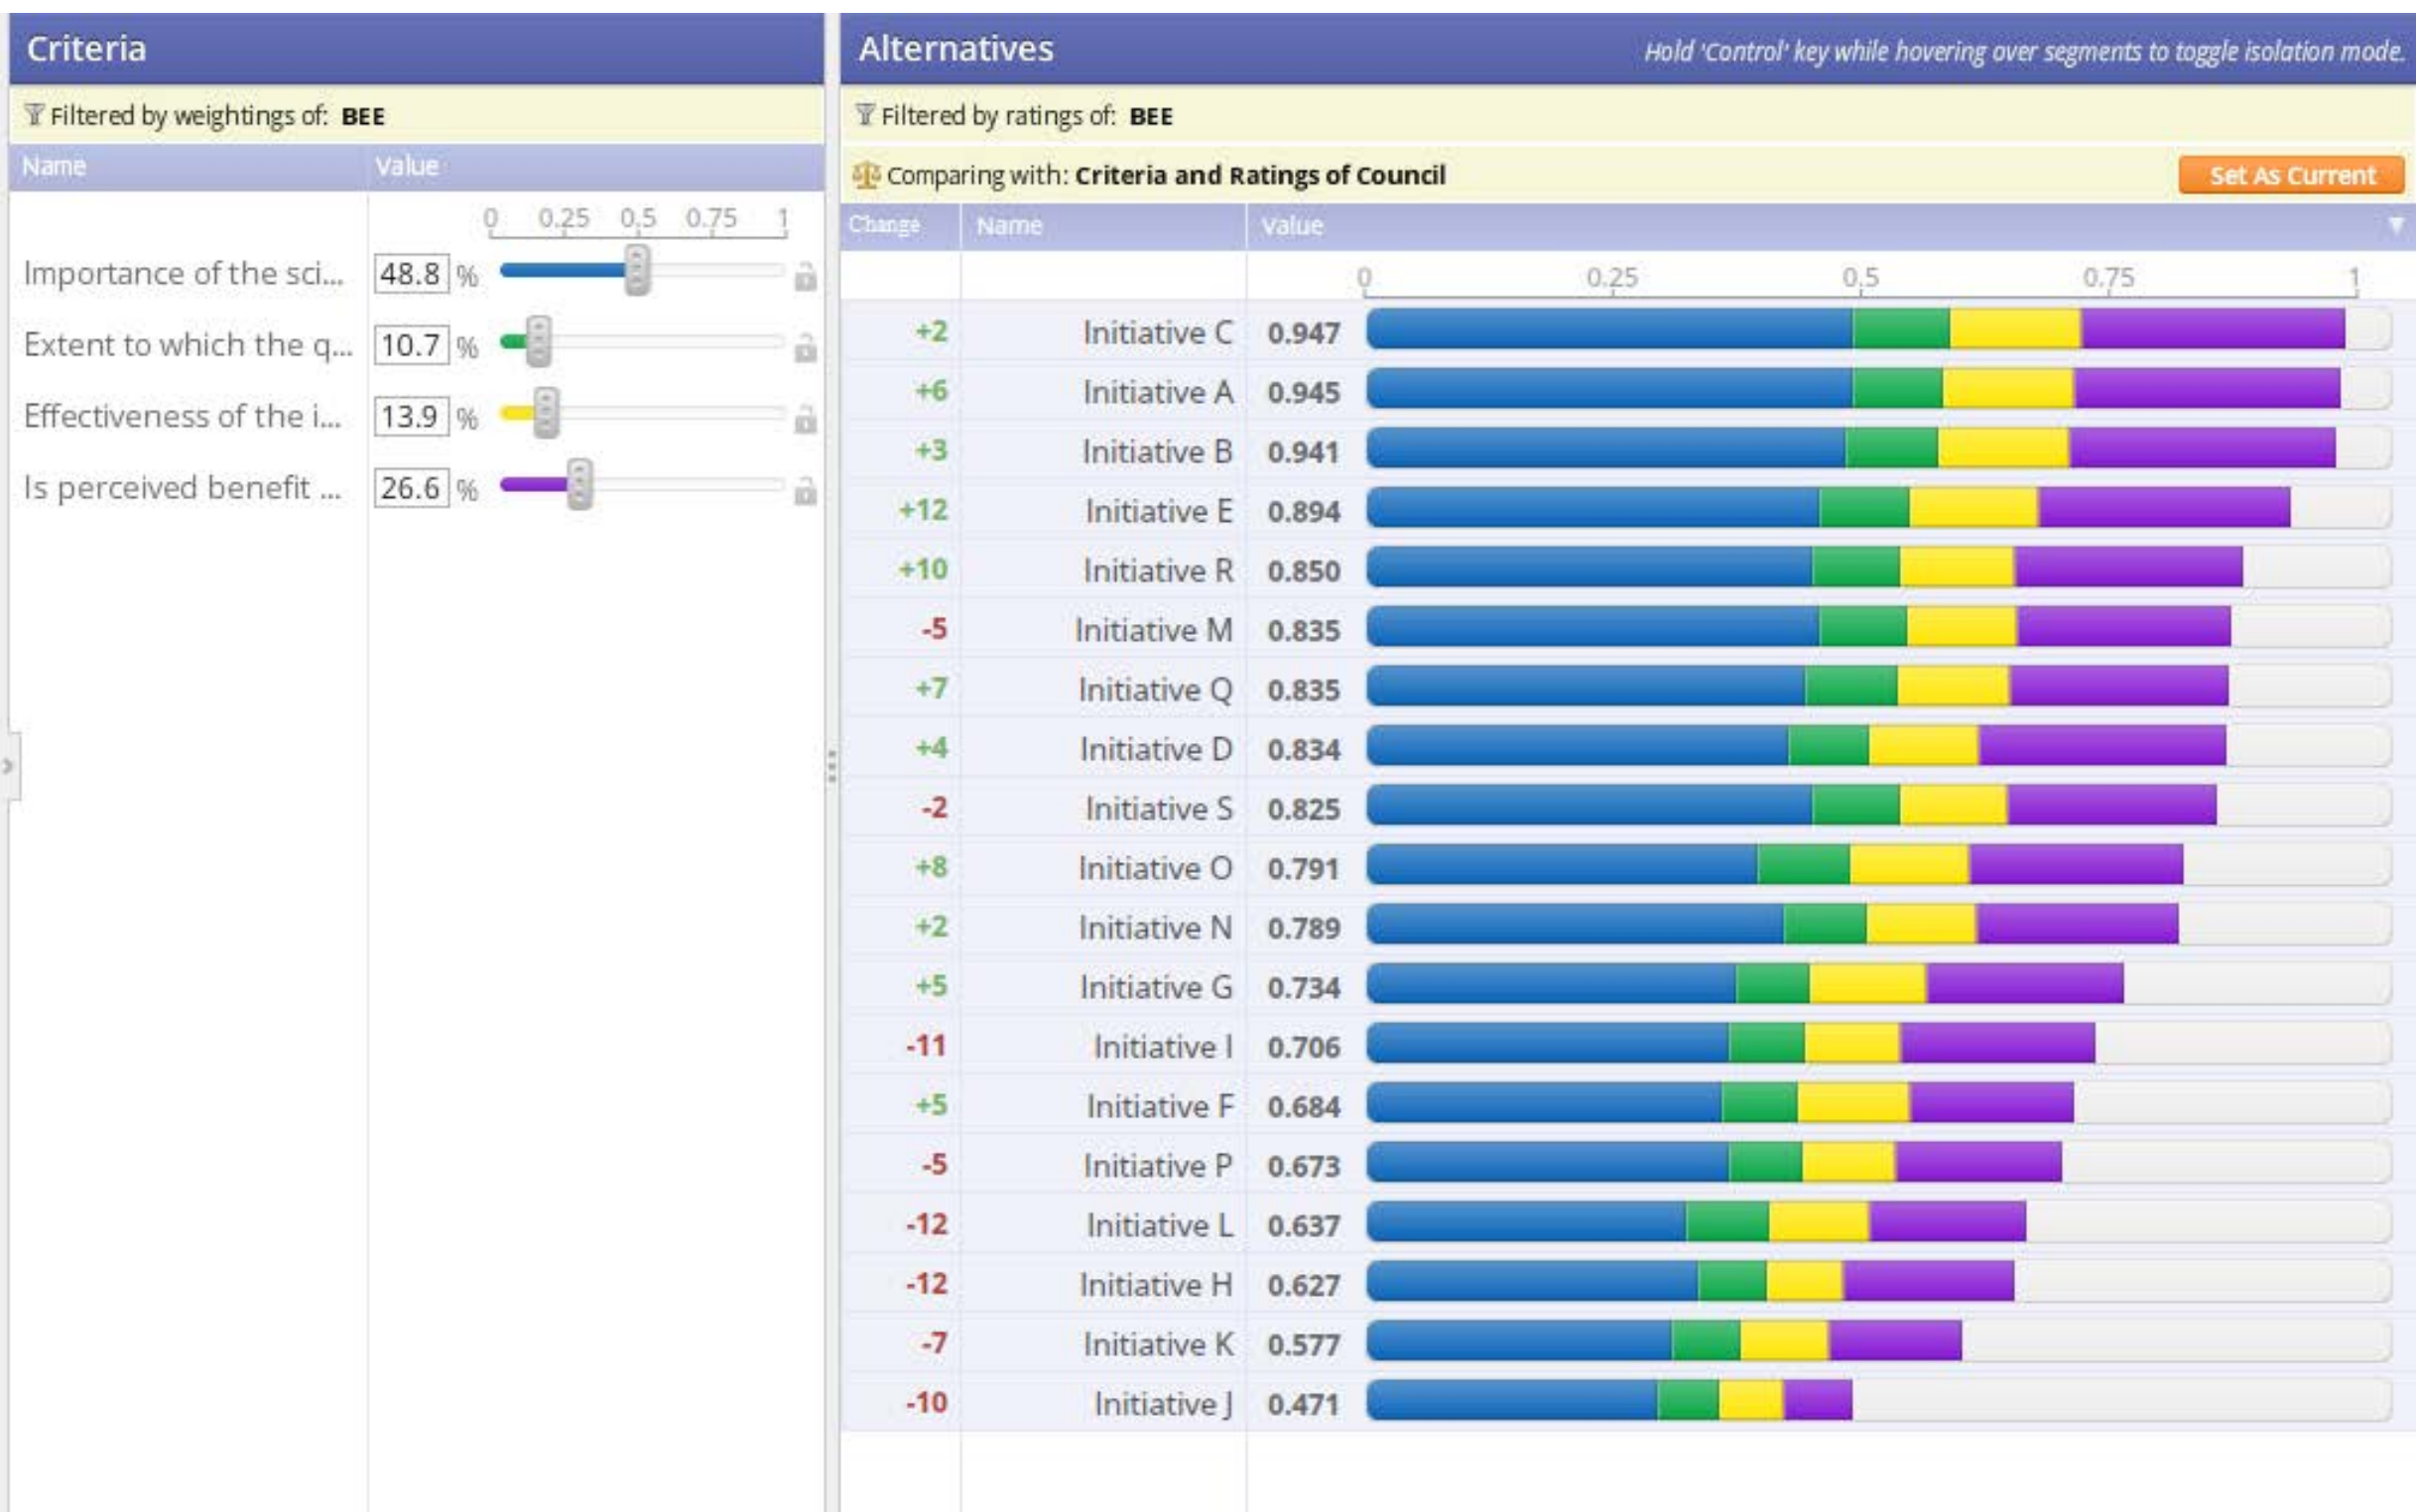 Criteria
Filtered by weightings of: BEE
Name Value
0 0.25 0.5 0.75 1
Importance of the sci... 48.8 %
Extent to which the q... 10.7 %
Effectiveness of the i... 13.9 %
Is perceived benefit ... 26.6 %
Alternatives Hold 'Control' key while hovering over segments to toggle isolation mode.
Filtered by ratings of: BEE
Comparing with: Criteria and Ratings of Council Set As Current
Change Name Value
0 0.25 0.5 0.75 1
+2 Initiative C 0.947
+6 Initiative A 0.945
+3 Initiative B 0.941
+12 Initiative E 0.894
+10 Initiative R 0.850
-5 Initiative M 0.835
+7 Initiative Q 0.835
+4 Initiative D 0.834
-2 Initiative S 0.825
+8 Initiative O 0.791
+2 Initiative N 0.789
+5 Initiative G 0.734
-11 Initiative I 0.706
+5 Initiative F 0.684
-5 Initiative P 0.673
-12 Initiative L 0.637
-12 Initiative H 0.627
-7 Initiative K 0.577
-10 Initiative J 0.471